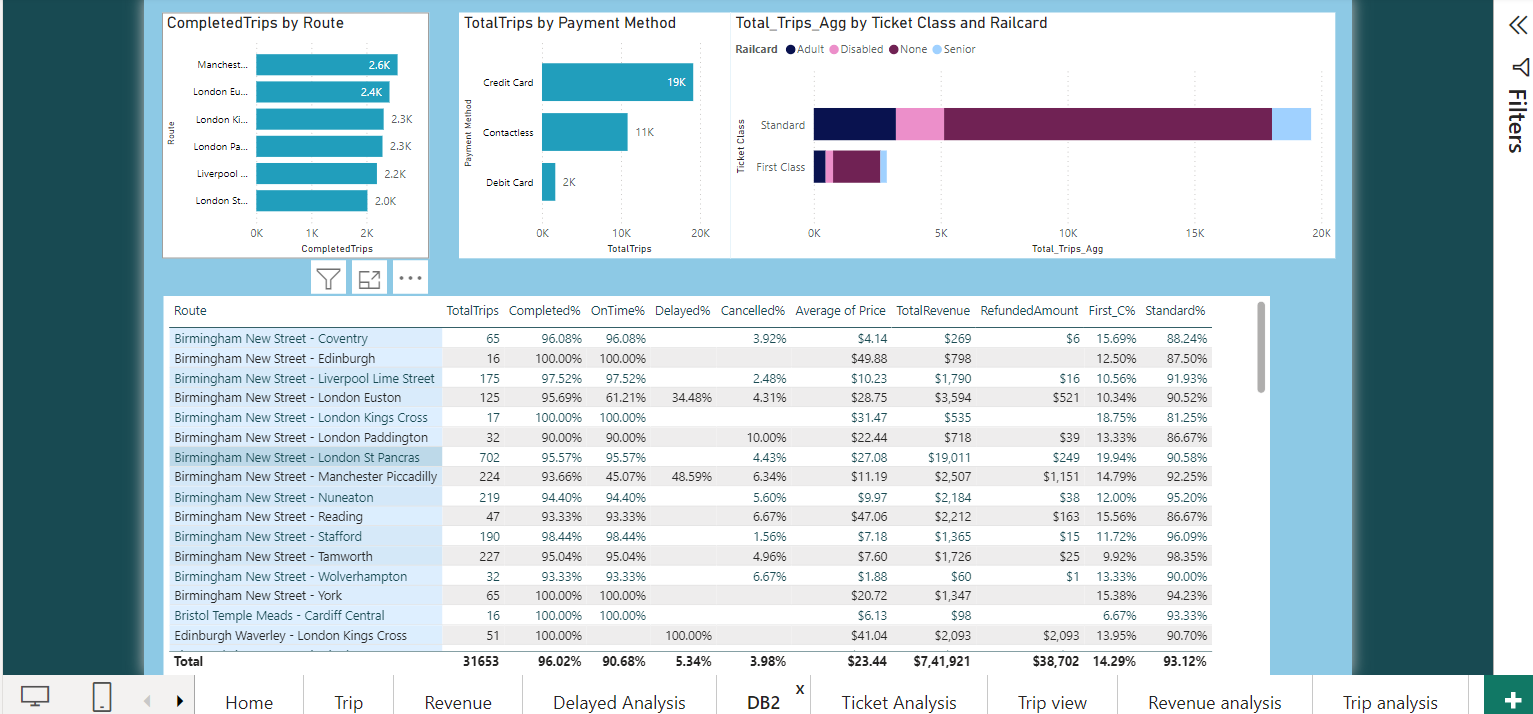 CompletedTrips by Route
Route
Manchest... 2.6K
London Eu... 2.4K
London Ki... 2.3K
London Pa... 2.3K
Liverpool ... 2.2K
London St... 2.0K
0K 1K 2K
CompletedTrips
TotalTrips by Payment Method
Payment Method
Credit Card 19K
Contactless 11K
Debit Card 2K
0K 10K 20K
TotalTrips
Total_Trips_Agg by Ticket Class and Railcard
Railcard Adult Disabled None Senior
Ticket Class
Standard
First Class
0K 5K 10K 15K 20K
Total_Trips_Agg
Filters
Route TotalTrips Completed% OnTime% Delayed% Cancelled% Average of Price TotalRevenue RefundedAmount First_C% Standard%
Birmingham New Street - Coventry 65 96.08% 96.08% 3.92% $4.14 $269 $6 15.69% 88.24%
Birmingham New Street - Edinburgh 16 100.00% 100.00% $49.88 $798 12.50% 87.50%
Birmingham New Street - Liverpool Lime Street 175 97.52% 97.52% 2.48% $10.23 $1,790 $16 10.56% 91.93%
Birmingham New Street - London Euston 125 95.69% 61.21% 34.48% 4.31% $28.75 $3,594 $521 10.34% 90.52%
Birmingham New Street - London Kings Cross 17 100.00% 100.00% $31.47 $535 18.75% 81.25%
Birmingham New Street - London Paddington 32 90.00% 90.00% 10.00% $22.44 $718 $39 13.33% 86.67%
Birmingham New Street - London St Pancras 702 95.57% 95.57% 4.43% $27.08 $19,011 $249 19.94% 90.58%
Birmingham New Street - Manchester Piccadilly 224 93.66% 45.07% 48.59% 6.34% $11.19 $2,507 $1,151 14.79% 92.25%
Birmingham New Street - Nuneaton 219 94.40% 94.40% 5.60% $9.97 $2,184 $38 12.00% 95.20%
Birmingham New Street - Reading 47 93.33% 93.33% 6.67% $47.06 $2,212 $163 15.56% 86.67%
Birmingham New Street - Stafford 190 98.44% 98.44% 1.56% $7.18 $1,365 $15 11.72% 96.09%
Birmingham New Street - Tamworth 227 95.04% 95.04% 4.96% $7.60 $1,726 $25 9.92% 98.35%
Birmingham New Street - Wolverhampton 32 93.33% 93.33% 6.67% $1.88 $60 $1 13.33% 90.00%
Birmingham New Street - York 65 100.00% 100.00% $20.72 $1,347 15.38% 94.23%
Bristol Temple Meads - Cardiff Central 16 100.00% 100.00% $6.13 $98 6.67% 93.33%
Edinburgh Waverley - London Kings Cross 51 100.00% 100.00% $41.04 $2,093 $2,093 13.95% 90.70%
Total 31653 96.02% 90.68% 5.34% 3.98% $23.44 $7,41,921 $38,702 14.29% 93.12%
Home Trip Revenue Delayed Analysis DB2 x Ticket Analysis Trip view Revenue analysis Trip analysis